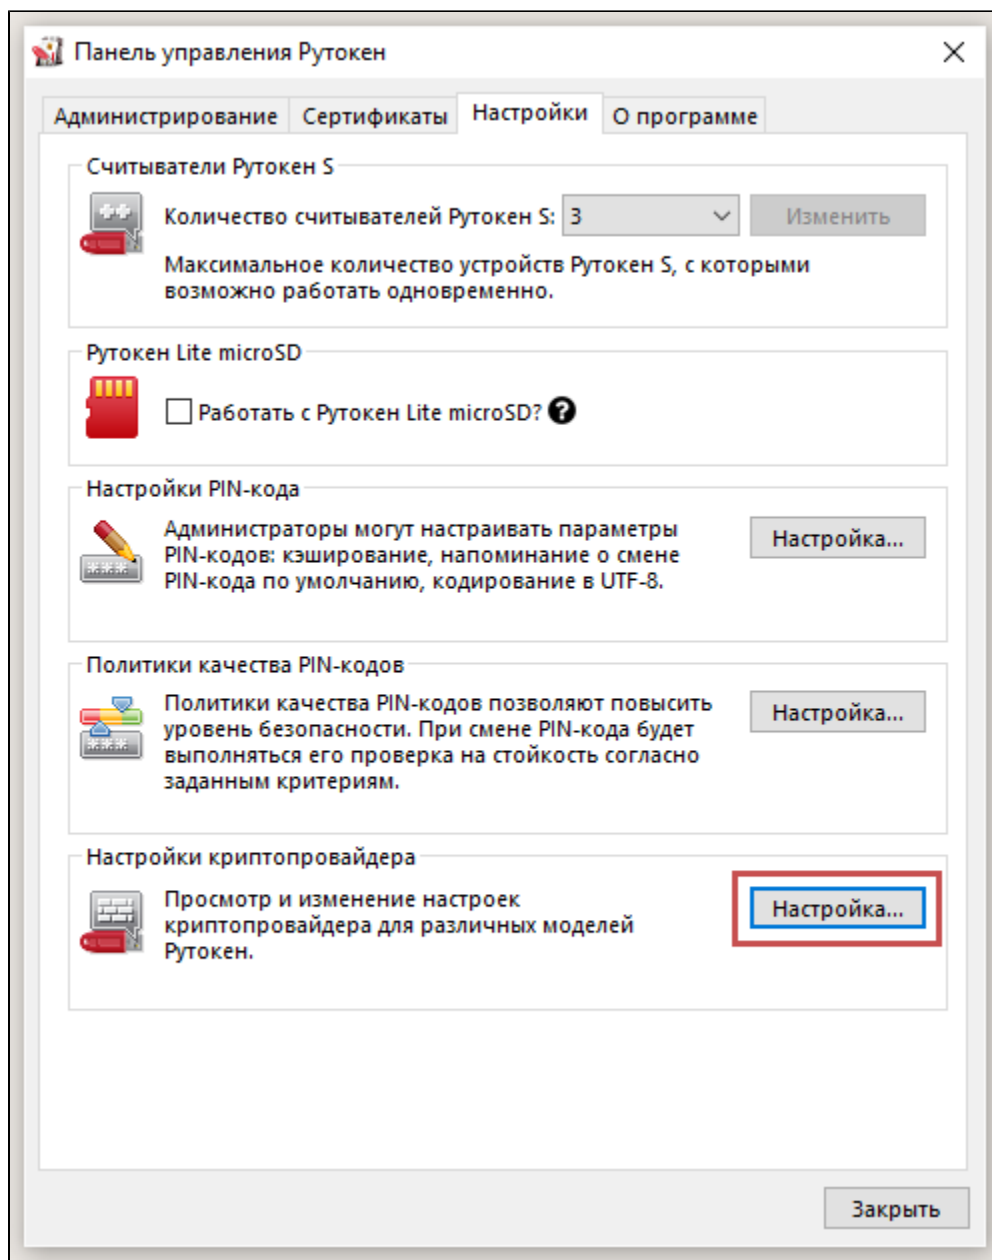 Панель управления Рутокен
Администрирование Сертификаты Настройки О программе
Считыватели Рутокен S
Количество считывателей Рутокен S: 3 Изменить
Максимальное количество устройств Рутокен S, с которыми
возможно работать одновременно.
Рутокен Lite microSD
Работать с Рутокен Lite microSD? ?
Настройки PIN-кода
Администраторы могут настраивать параметры
PIN-кодов: кэширование, напоминание о смене
PIN-кода по умолчанию, кодирование в UTF-8.
Настройка...
Политики качества PIN-кодов
Политики качества PIN-кодов позволяют повысить
уровень безопасности. При смене PIN-кода будет
выполняться его проверка на стойкость согласно
заданным критериям.
Настройка...
Настройки криптопровайдера
Просмотр и изменение настроек
криптопровайдера для различных моделей
Рутокен.
Настройка...
Закрыть